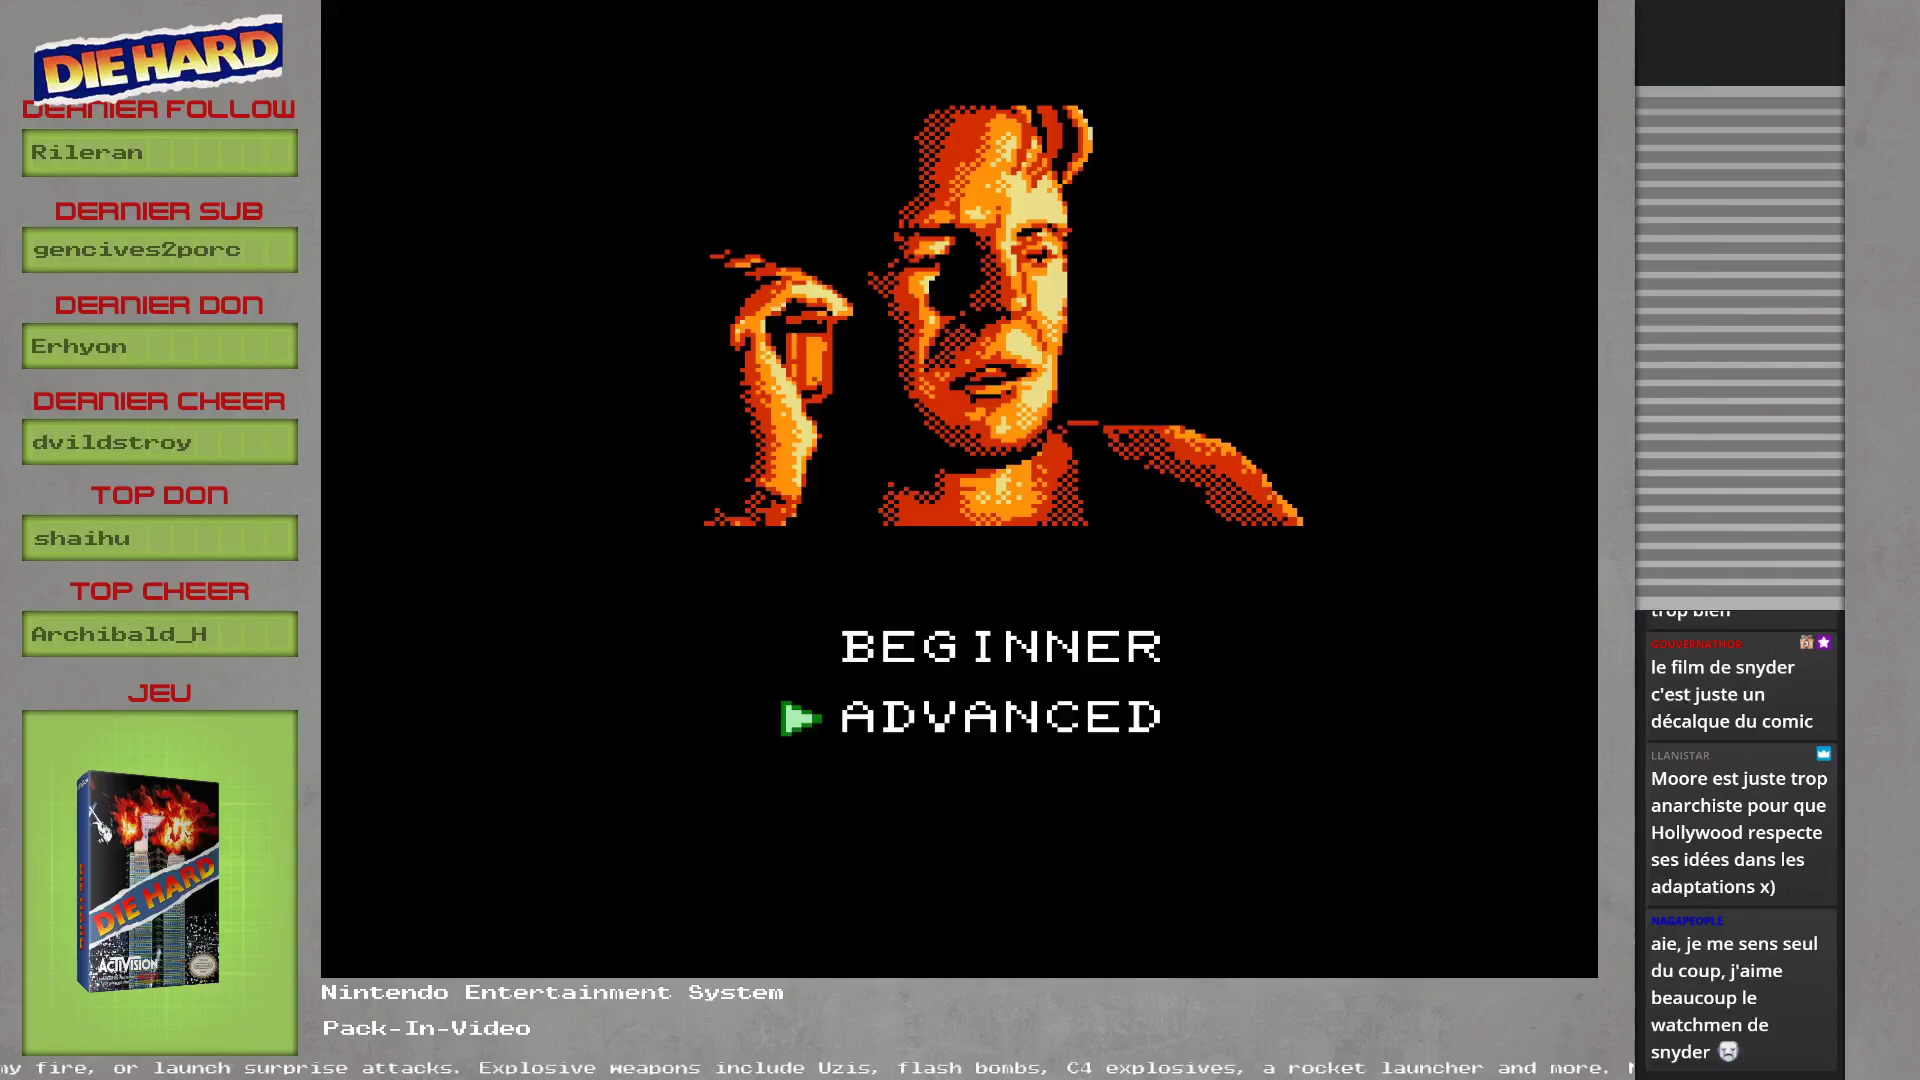 DIE HARD
DERNIER FOLLOW
Rileran
DERNIER SUB
gencives2porc
DERNIER DON
Erhyon
DERNIER CHEER
dvildstroy
TOP DON
shaihu
TOP CHEER
Archibald_H
JEU
DIE HARD
ACTIVISION
BEGINNER
ADVANCED
Nintendo Entertainment System
Pack-In-Video
my fire, or launch surprise attacks. Explosive weapons include Uzis, flash bombs, C4 explosives, a rocket launcher and more.
trop bien
GOUVERNATHOR
le film de snyder
c'est juste un
décalque du comic
LLANISTAR
Moore est juste trop
anarchiste pour que
Hollywood respecte
ses idées dans les
adaptations x)
NAGAPEOPLE
aie, je me sens seul
du coup, j'aime
beaucoup le
watchmen de
snyder